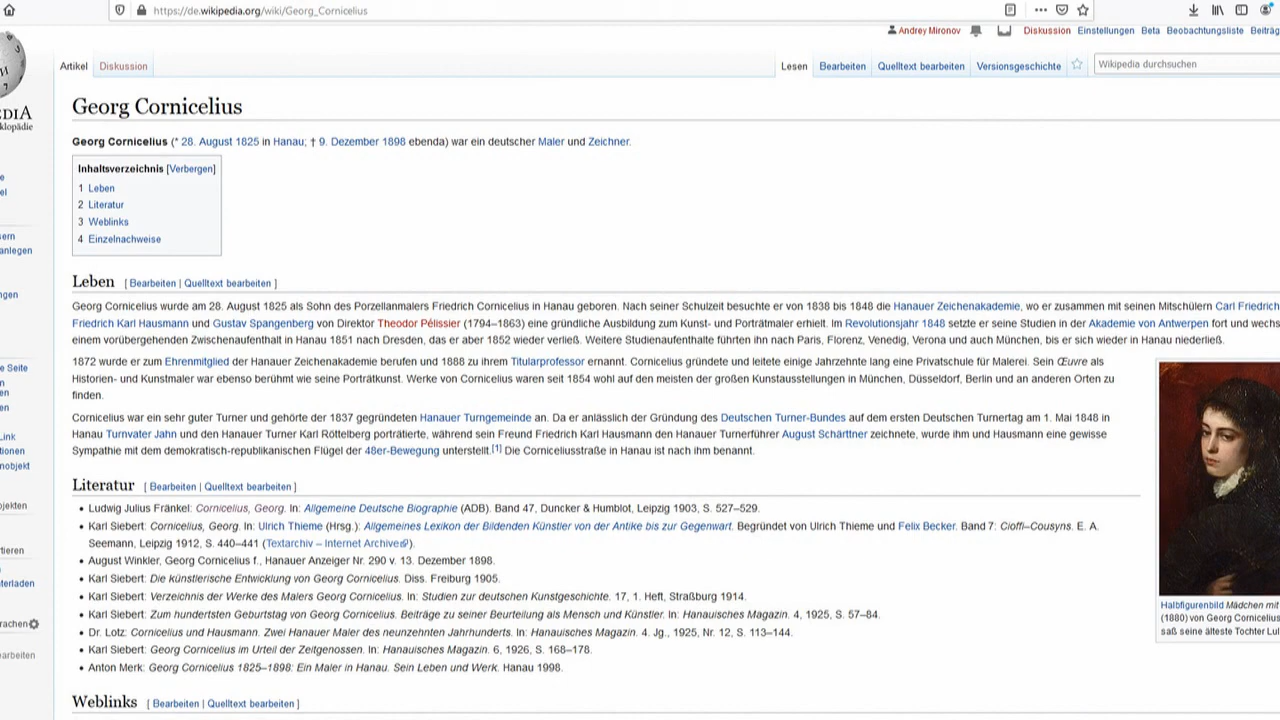 https://de.wikipedia.org/wiki/Georg_Cornicelius
Andrey Mironov Diskussion Einstellungen Beta Beobachtungsliste Beiträg
Artikel Diskussion Lesen Bearbeiten Quelltext bearbeiten Versionsgeschichte Wikipedia durchsuchen
W
EDIA
klopädie
Georg Cornicelius
Georg Cornicelius (* 28. August 1825 in Hanau; † 9. Dezember 1898 ebenda) war ein deutscher Maler und Zeichner.
Inhaltsverzeichnis [Verbergen]
1 Leben
2 Literatur
3 Weblinks
4 Einzelnachweise
e
el
ern
anlegen
ngen
e Seite
n
en
en
Link
tionen
nobjekt
ojekten
tieren
terladen
rachen
earbeiten
Leben [ Bearbeiten | Quelltext bearbeiten ]
Georg Cornicelius wurde am 28. August 1825 als Sohn des Porzellanmalers Friedrich Cornicelius in Hanau geboren. Nach seiner Schulzeit besuchte er von 1838 bis 1848 die Hanauer Zeichenakademie, wo er zusammen mit seinen Mitschülern Carl Friedrich
Friedrich Karl Hausmann und Gustav Spangenberg von Direktor Theodor Pélissier (1794–1863) eine gründliche Ausbildung zum Kunst- und Porträtmaler erhielt. Im Revolutionsjahr 1848 setzte er seine Studien in der Akademie von Antwerpen fort und wechs
einem vorübergehenden Zwischenaufenthalt in Hanau 1851 nach Dresden, das er aber 1852 wieder verließ. Weitere Studienaufenthalte führten ihn nach Paris, Florenz, Venedig, Verona und auch München, bis er sich wieder in Hanau niederließ.
1872 wurde er zum Ehrenmitglied der Hanauer Zeichenakademie berufen und 1888 zu ihrem Titularprofessor ernannt. Cornicelius gründete und leitete einige Jahrzehnte lang eine Privatschule für Malerei. Sein Œuvre als
Historien- und Kunstmaler war ebenso berühmt wie seine Porträtkunst. Werke von Cornicelius waren seit 1854 wohl auf den meisten der großen Kunstausstellungen in München, Düsseldorf, Berlin und an anderen Orten zu
finden.
Cornicelius war ein sehr guter Turner und gehörte der 1837 gegründeten Hanauer Turngemeinde an. Da er anlässlich der Gründung des Deutschen Turner-Bundes auf dem ersten Deutschen Turnertag am 1. Mai 1848 in
Hanau Turnvater Jahn und den Hanauer Turner Karl Röttelberg porträtierte, während sein Freund Friedrich Karl Hausmann den Hanauer Turnerführer August Schärttner zeichnete, wurde ihm und Hausmann eine gewisse
Sympathie mit dem demokratisch-republikanischen Flügel der 48er-Bewegung unterstellt.[1] Die Corniceliusstraße in Hanau ist nach ihm benannt.
Halbfigurenbild Mädchen mit
(1880) von Georg Cornicelius
saß seine älteste Tochter Lul
Literatur [ Bearbeiten | Quelltext bearbeiten ]
• Ludwig Julius Fränkel: Cornicelius, Georg. In: Allgemeine Deutsche Biographie (ADB). Band 47, Duncker & Humblot, Leipzig 1903, S. 527–529.
• Karl Siebert: Cornicelius, Georg. In: Ulrich Thieme (Hrsg.): Allgemeines Lexikon der Bildenden Künstler von der Antike bis zur Gegenwart. Begründet von Ulrich Thieme und Felix Becker. Band 7: Cioffi–Cousyns. E. A.
Seemann, Leipzig 1912, S. 440–441 (Textarchiv – Internet Archive).
• August Winkler, Georg Cornicelius f., Hanauer Anzeiger Nr. 290 v. 13. Dezember 1898.
• Karl Siebert: Die künstlerische Entwicklung von Georg Cornicelius. Diss. Freiburg 1905.
• Karl Siebert: Verzeichnis der Werke des Malers Georg Cornicelius. In: Studien zur deutschen Kunstgeschichte. 17, 1. Heft, Straßburg 1914.
• Karl Siebert: Zum hundertsten Geburtstag von Georg Cornicelius. Beiträge zu seiner Beurteilung als Mensch und Künstler. In: Hanauisches Magazin. 4, 1925, S. 57–84.
• Dr. Lotz: Cornicelius und Hausmann. Zwei Hanauer Maler des neunzehnten Jahrhunderts. In: Hanauisches Magazin. 4. Jg., 1925, Nr. 12, S. 113–144.
• Karl Siebert: Georg Cornicelius im Urteil der Zeitgenossen. In: Hanauisches Magazin. 6, 1926, S. 168–178.
• Anton Merk: Georg Cornicelius 1825–1898: Ein Maler in Hanau. Sein Leben und Werk. Hanau 1998.
Weblinks [ Bearbeiten | Quelltext bearbeiten ]